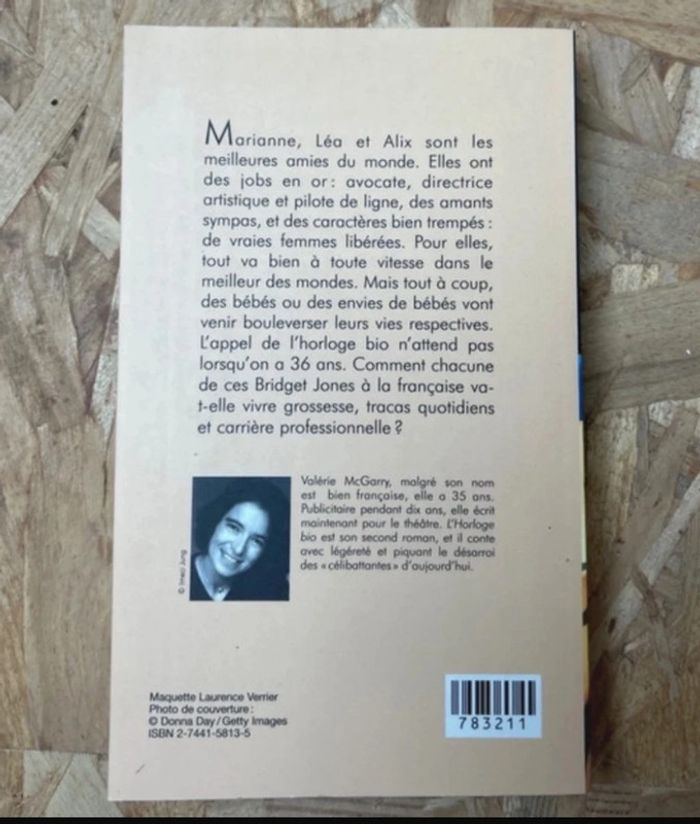 Marianne, Léa et Alix sont les
meilleures amies du monde. Elles ont
des jobs en or : avocate, directrice
artistique et pilote de ligne, des amants
sympas, et des caractères bien trempés :
de vraies femmes libérées. Pour elles,
tout va bien à toute vitesse dans le
meilleur des mondes. Mais tout à coup,
des bébés ou des envies de bébés vont
venir bouleverser leurs vies respectives.
L'appel de l'horloge bio n'attend pas
lorsqu'on a 36 ans. Comment chacune
de ces Bridget Jones à la française va-
t-elle vivre grossesse, tracas quotidiens
et carrière professionnelle ?
Valérie McGarry, malgré son nom
est bien française, elle a 35 ans.
Publicitaire pendant dix ans, elle écrit
maintenant pour le théâtre. L'Horloge
bio est son second roman, et il conte
avec légéreté et piquant le désarroi
des « célibattantes » d'aujourd'hui.
© Imeji Jung
Maquette Laurence Verrier
Photo de couverture :
© Donna Day / Getty Images
ISBN 2-7441-5813-5
783211